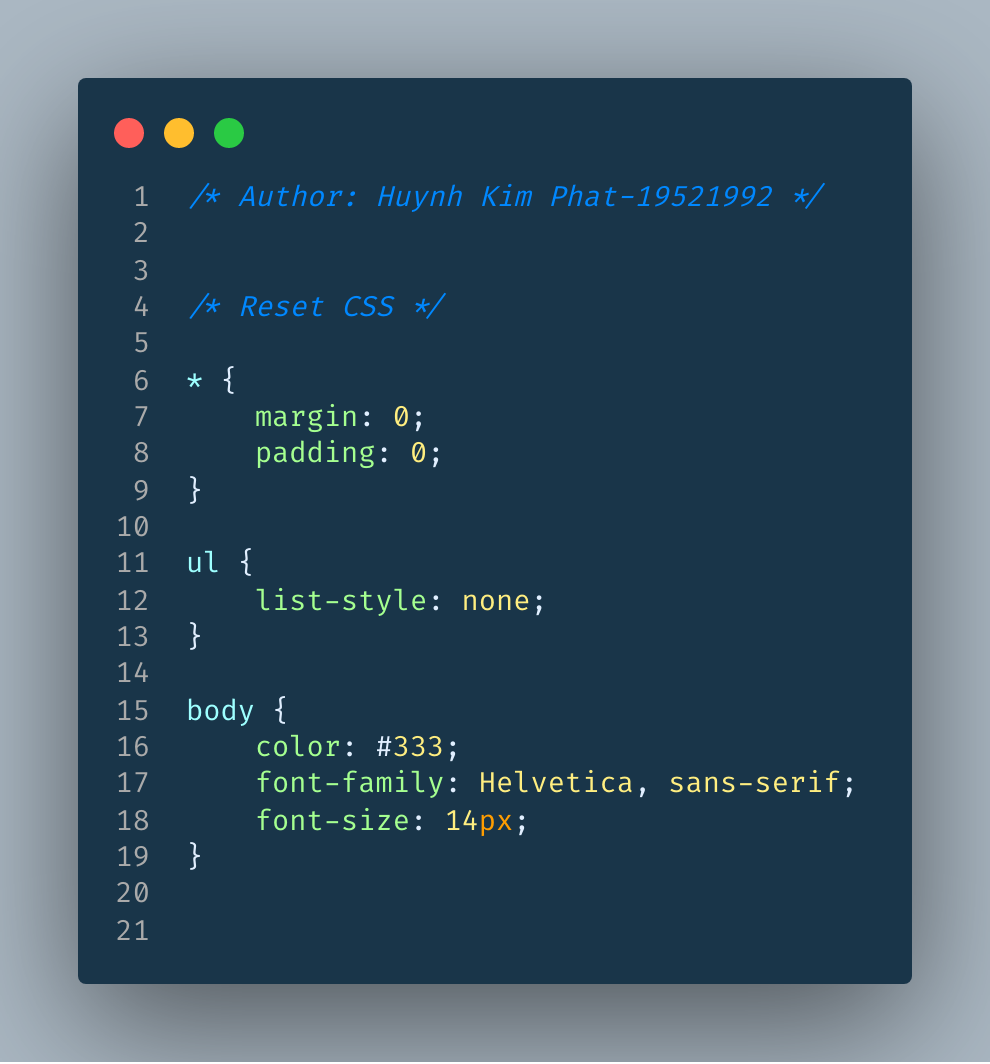 1 /* Author: Huynh Kim Phat-19521992 */
2
3
4 /* Reset CSS */
5
6 * {
7     margin: 0;
8     padding: 0;
9 }
10
11 ul {
12     list-style: none;
13 }
14
15 body {
16     color: #333;
17     font-family: Helvetica, sans-serif;
18     font-size: 14px;
19 }
20
21